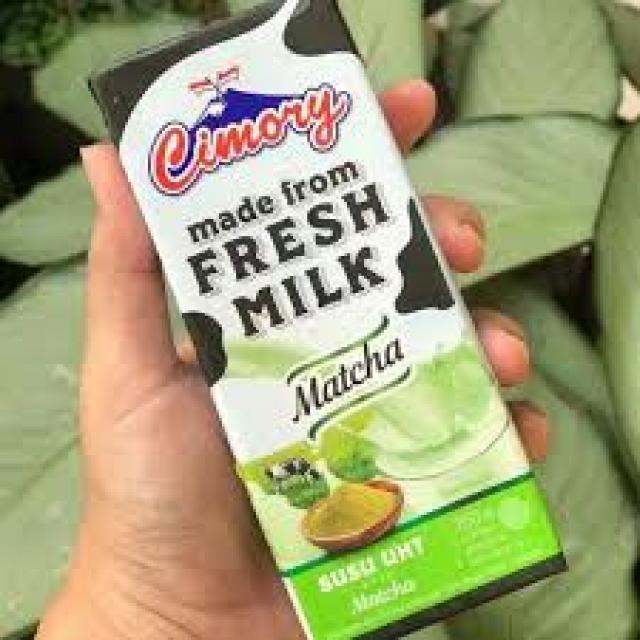 Cimory
made from
FRESH
MILK
Matcha
SUSU UHT
Matcha